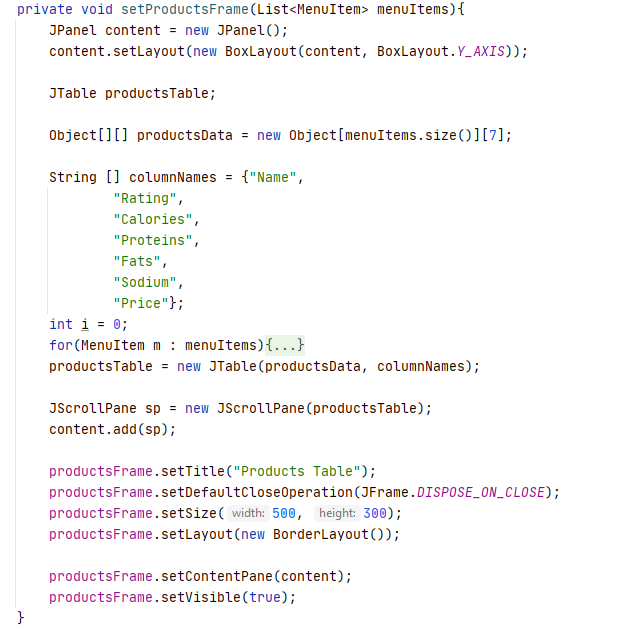 private void setProductsFrame(List<MenuItem> menuItems){
    JPanel content = new JPanel();
    content.setLayout(new BoxLayout(content, BoxLayout.Y_AXIS));

    JTable productsTable;

    Object[][] productsData = new Object[menuItems.size()][7];

    String [] columnNames = {"Name",
            "Rating",
            "Calories",
            "Proteins",
            "Fats",
            "Sodium",
            "Price"};
    int i = 0;
    for(MenuItem m : menuItems){...}
    productsTable = new JTable(productsData, columnNames);

    JScrollPane sp = new JScrollPane(productsTable);
    content.add(sp);

    productsFrame.setTitle("Products Table");
    productsFrame.setDefaultCloseOperation(JFrame.DISPOSE_ON_CLOSE);
    productsFrame.setSize( width: 500, height: 300);
    productsFrame.setLayout(new BorderLayout());

    productsFrame.setContentPane(content);
    productsFrame.setVisible(true);
}